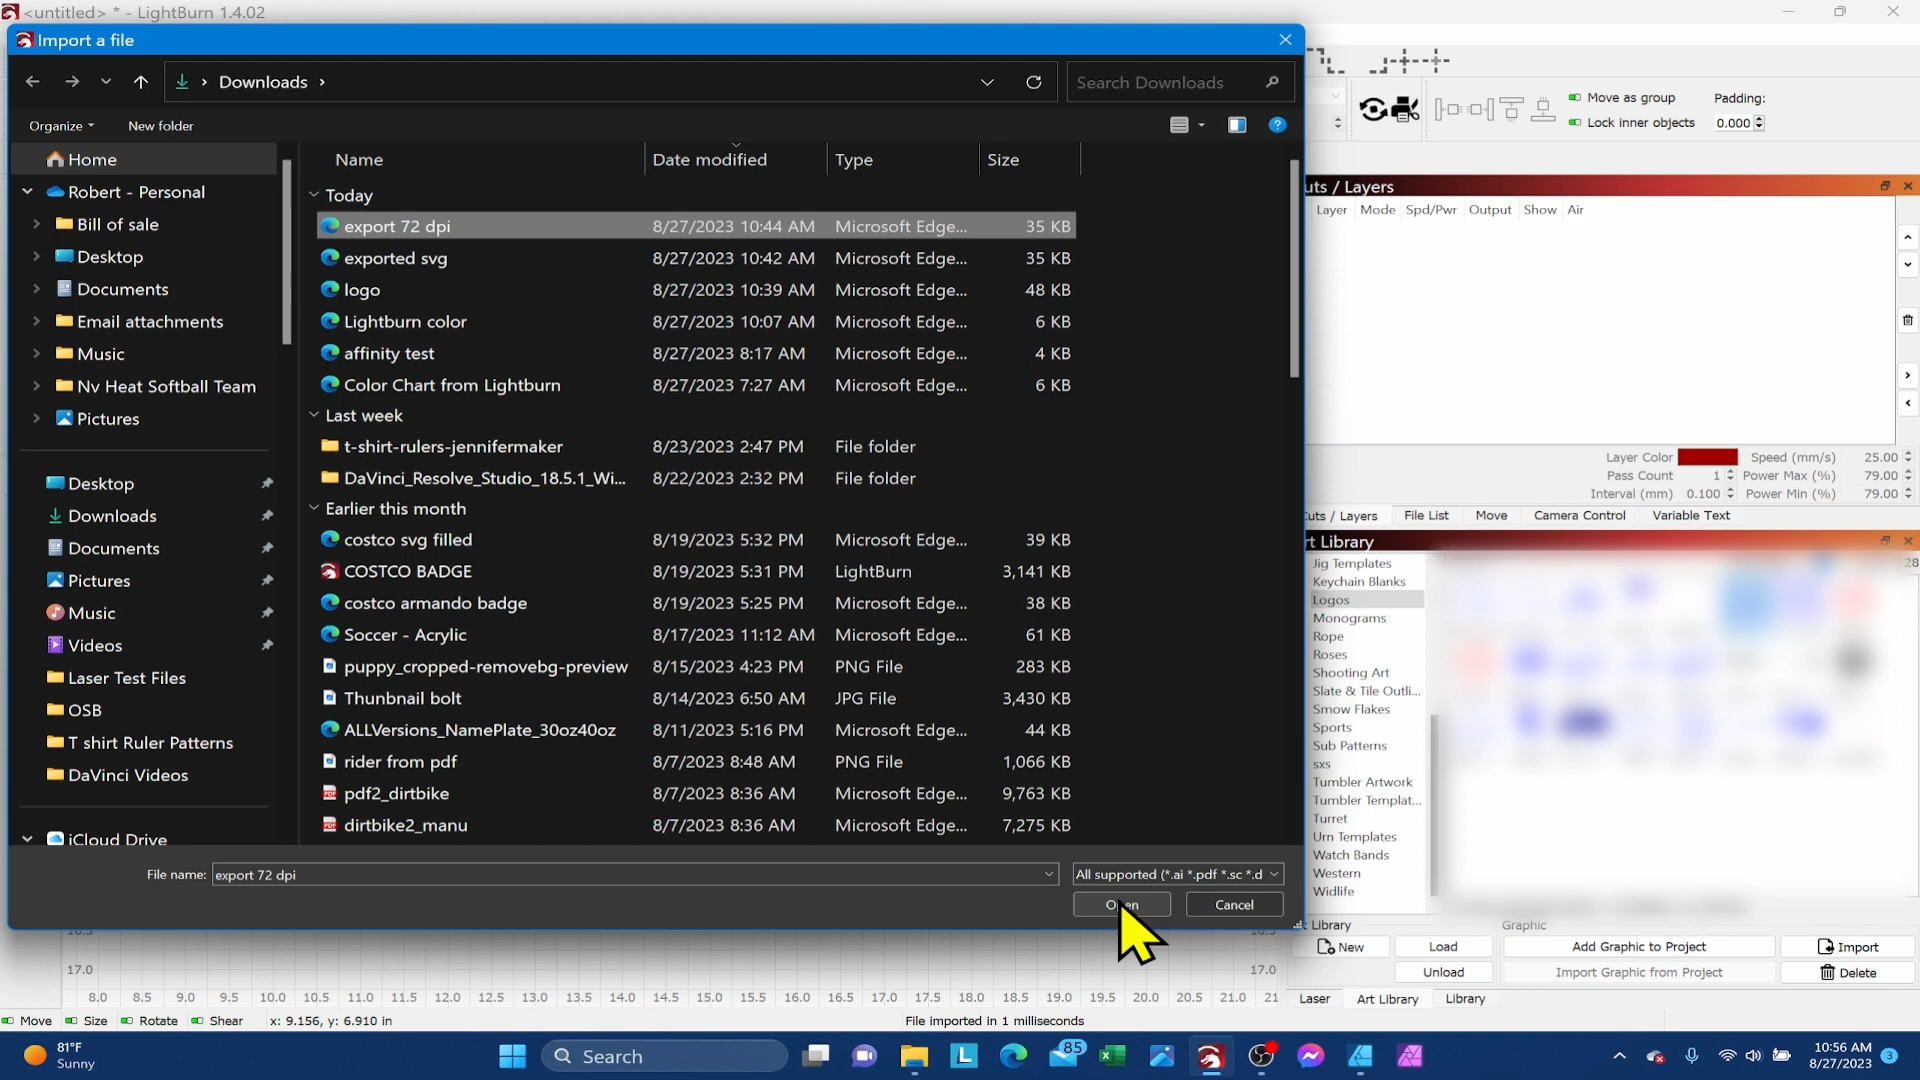 <untitled> * - LightBurn 1.4.02
Import a file
Downloads
Search Downloads
Organize
New folder
Move as group
Padding:
Lock inner objects
0.000
Name
Date modified
Type
Size
Home
Robert - Personal
Bill of sale
Desktop
Documents
Email attachments
Music
Nv Heat Softball Team
Pictures
Desktop
Downloads
Documents
Pictures
Music
Videos
Laser Test Files
OSB
T shirt Ruler Patterns
DaVinci Videos
iCloud Drive
Today
export 72 dpi 8/27/2023 10:44 AM Microsoft Edge... 35 KB
exported svg 8/27/2023 10:42 AM Microsoft Edge... 35 KB
logo 8/27/2023 10:39 AM Microsoft Edge... 48 KB
Lightburn color 8/27/2023 10:07 AM Microsoft Edge... 6 KB
affinity test 8/27/2023 8:17 AM Microsoft Edge... 4 KB
Color Chart from Lightburn 8/27/2023 7:27 AM Microsoft Edge... 6 KB
Last week
t-shirt-rulers-jennifermaker 8/23/2023 2:47 PM File folder
DaVinci_Resolve_Studio_18.5.1_Wi... 8/22/2023 2:32 PM File folder
Earlier this month
costco svg filled 8/19/2023 5:32 PM Microsoft Edge... 39 KB
COSTCO BADGE 8/19/2023 5:31 PM LightBurn 3,141 KB
costco armando badge 8/19/2023 5:25 PM Microsoft Edge... 38 KB
Soccer - Acrylic 8/17/2023 11:12 AM Microsoft Edge... 61 KB
puppy_cropped-removebg-preview 8/15/2023 4:23 PM PNG File 283 KB
Thunbnail bolt 8/14/2023 6:50 AM JPG File 3,430 KB
ALLVersions_NamePlate_30oz40oz 8/11/2023 5:16 PM Microsoft Edge... 44 KB
rider from pdf 8/7/2023 8:48 AM PNG File 1,066 KB
pdf2_dirtbike 8/7/2023 8:36 AM Microsoft Edge... 9,763 KB
dirtbike2_manu 8/7/2023 8:36 AM Microsoft Edge... 7,275 KB
File name: export 72 dpi
All supported (*.ai *.pdf *.sc *.d
Open
Cancel
uts / Layers
Layer Mode Spd/Pwr Output Show Air
Layer Color Speed (mm/s) 25.00
Pass Count 1 Power Max (%) 79.00
Interval (mm) 0.100 Power Min (%) 79.00
Cuts / Layers File List Move Camera Control Variable Text
rt Library
28
Jig Templates
Keychain Blanks
Logos
Monograms
Rope
Roses
Shooting Art
Slate & Tile Outli...
Smow Flakes
Sports
Sub Patterns
sxs
Tumbler Artwork
Tumbler Templat...
Turret
Urn Templates
Watch Bands
Western
Widlife
t Library
Graphic
New
Load
Add Graphic to Project
Import
Unload
Import Graphic from Project
Delete
Laser Art Library Library
16.5 16.5
17.0 17.0
8.0 8.5 9.0 9.5 10.0 10.5 11.0 11.5 12.0 12.5 13.0 13.5 14.0 14.5 15.0 15.5 16.0 16.5 17.0 17.5 18.0 18.5 19.0 19.5 20.0 20.5 21.0 21
Move Size Rotate Shear x: 9.156, y: 6.910 in
File imported in 1 milliseconds
81°F
Sunny
Search
L
85
10:56 AM
8/27/2023
3